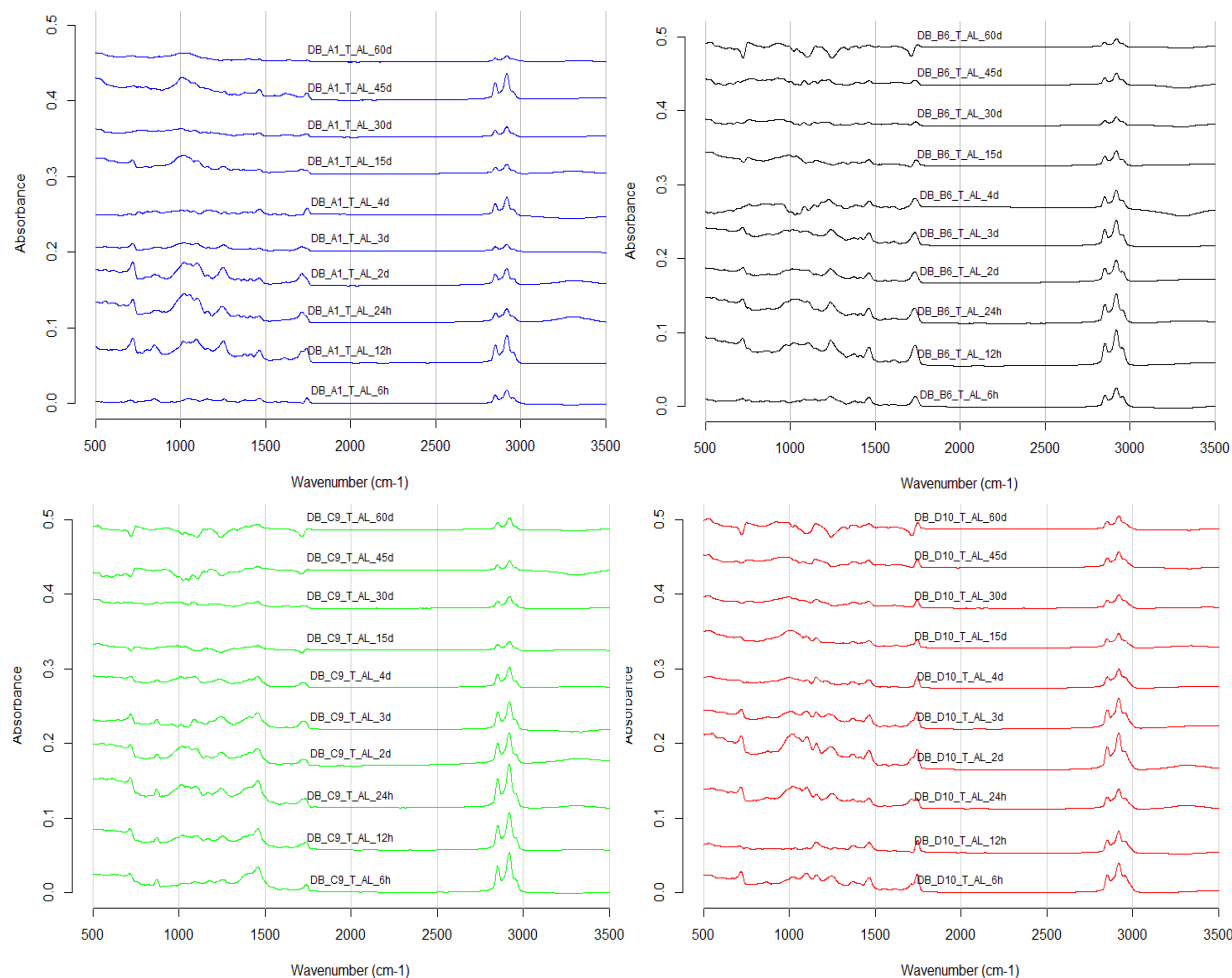 0.5
0.4
0.3
0.2
0.1
0.0
Absorbance
DB_A1_T_AL_60d
DB_A1_T_AL_45d
DB_A1_T_AL_30d
DB_A1_T_AL_15d
DB_A1_T_AL_4d
DB_A1_T_AL_3d
DB_A1_T_AL_2d
DB_A1_T_AL_24h
DB_A1_T_AL_12h
DB_A1_T_AL_6h
500 1000 1500 2000 2500 3000 3500
Wavenumber (cm-1)
0.5
0.4
0.3
0.2
0.1
0.0
Absorbance
DB_B6_T_AL_60d
DB_B6_T_AL_45d
DB_B6_T_AL_30d
DB_B6_T_AL_15d
DB_B6_T_AL_4d
DB_B6_T_AL_3d
DB_B6_T_AL_2d
DB_B6_T_AL_24h
DB_B6_T_AL_12h
DB_B6_T_AL_6h
500 1000 1500 2000 2500 3000 3500
Wavenumber (cm-1)
0.5
0.4
0.3
0.2
0.1
0.0
Absorbance
DB_C9_T_AL_60d
DB_C9_T_AL_45d
DB_C9_T_AL_30d
DB_C9_T_AL_15d
DB_C9_T_AL_4d
DB_C9_T_AL_3d
DB_C9_T_AL_2d
DB_C9_T_AL_24h
DB_C9_T_AL_12h
DB_C9_T_AL_6h
500 1000 1500 2000 2500 3000 3500
Wavenumber (cm-1)
0.5
0.4
0.3
0.2
0.1
0.0
Absorbance
DB_D10_T_AL_60d
DB_D10_T_AL_45d
DB_D10_T_AL_30d
DB_D10_T_AL_15d
DB_D10_T_AL_4d
DB_D10_T_AL_3d
DB_D10_T_AL_2d
DB_D10_T_AL_24h
DB_D10_T_AL_12h
DB_D10_T_AL_6h
500 1000 1500 2000 2500 3000 3500
Wavenumber (cm-1)